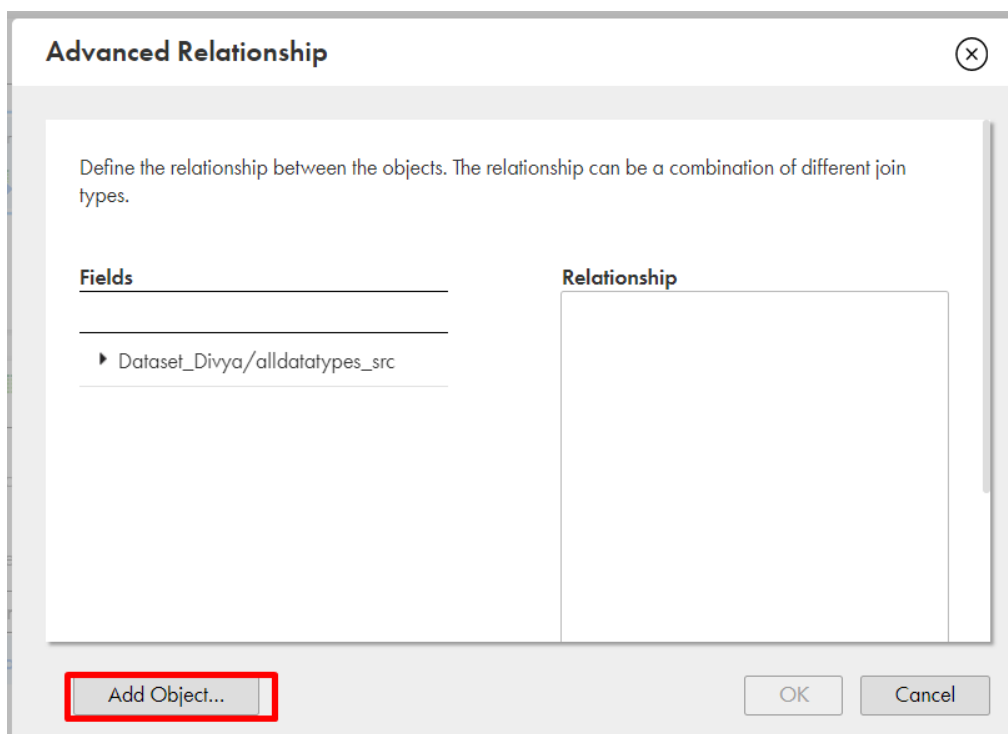 Advanced Relationship
Define the relationship between the objects. The relationship can be a combination of different join
types.
Fields
Relationship
Dataset_Divya/alldatatypes_src
Add Object...
OK
Cancel